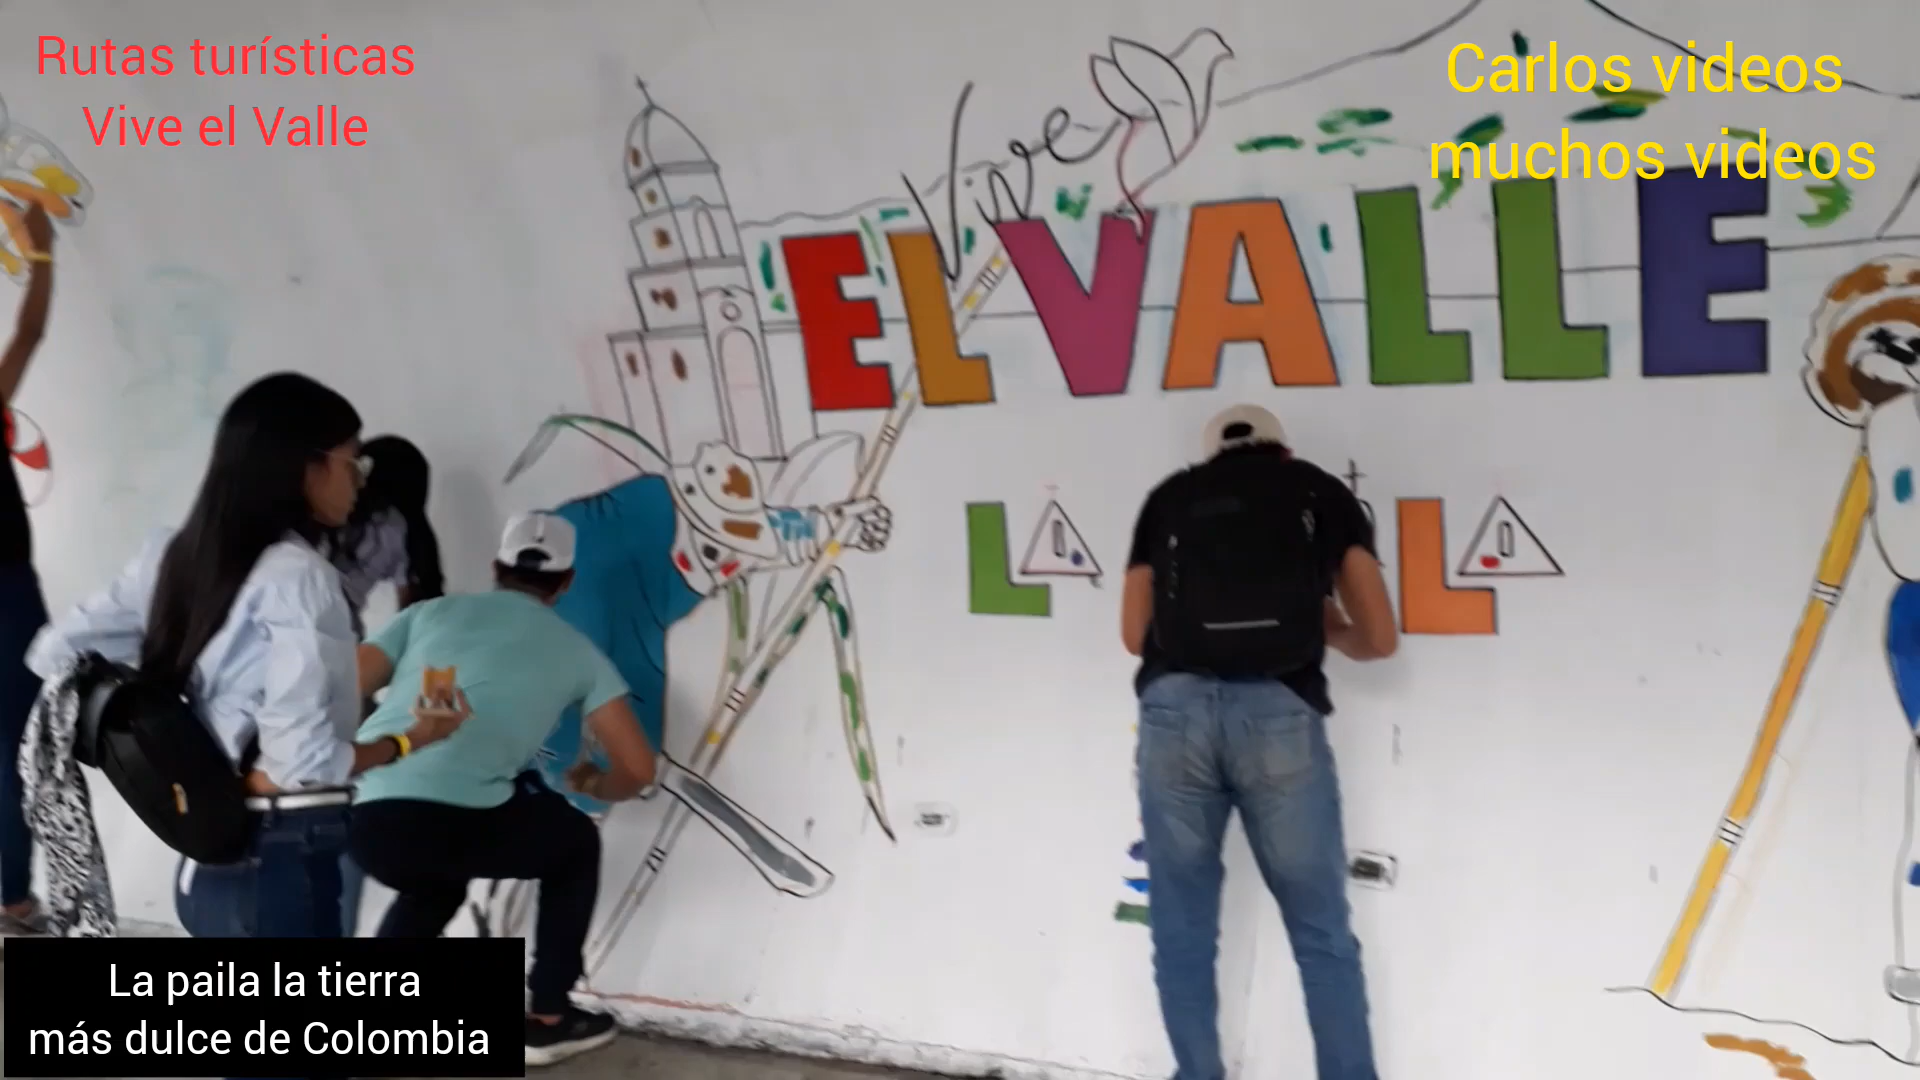 Rutas turísticas
Vive el Valle
Carlos videos
muchos videos
Vive
EL VALLE
La paila la tierra
más dulce de Colombia